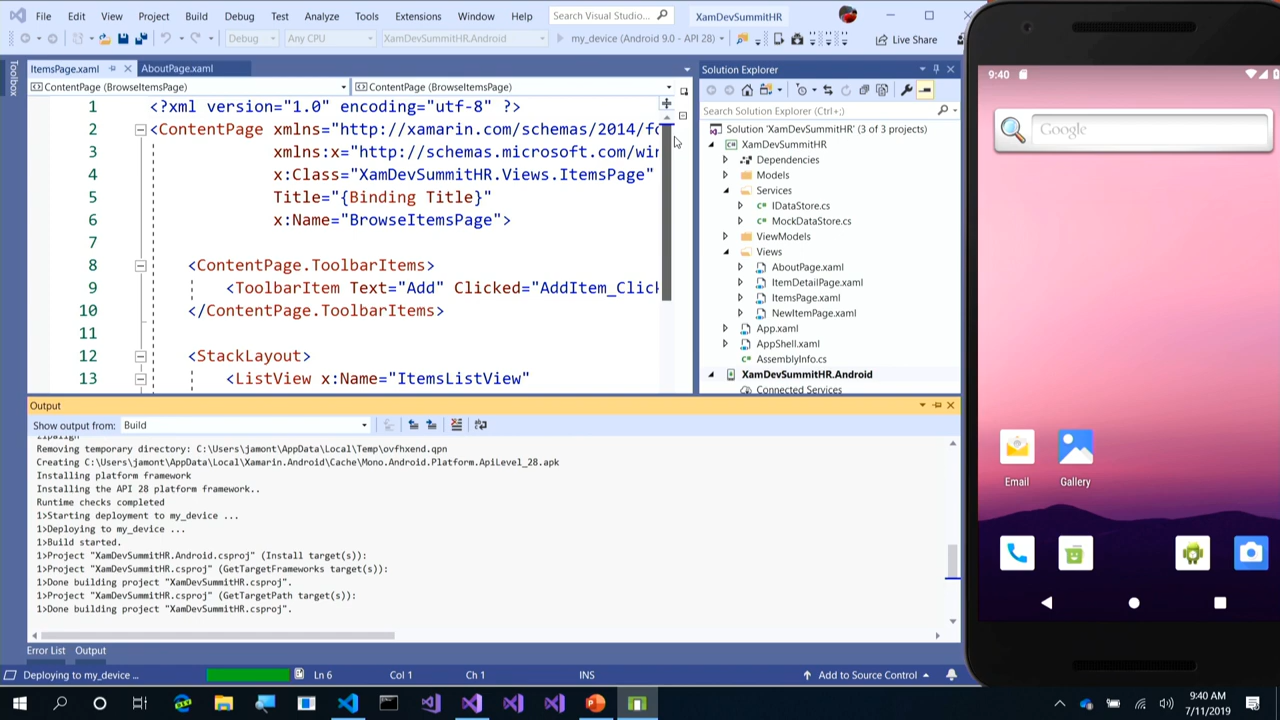 File Edit View Project Build Debug Test Analyze Tools Extensions Window Help Search Visual Studio... XamDevSummitHR
Debug Any CPU XamDevSummitHR.Android my_device (Android 9.0 - API 28) Live Share
Toolbox
ItemsPage.xaml AboutPage.xaml
ContentPage (BrowseItemsPage) ContentPage (BrowseItemsPage)
1 <?xml version="1.0" encoding="utf-8" ?>
2 <ContentPage xmlns="http://xamarin.com/schemas/2014/fo
3 xmlns:x="http://schemas.microsoft.com/win
4 x:Class="XamDevSummitHR.Views.ItemsPage"
5 Title="{Binding Title}"
6 x:Name="BrowseItemsPage">
7
8 <ContentPage.ToolbarItems>
9 <ToolbarItem Text="Add" Clicked="AddItem_Click
10 </ContentPage.ToolbarItems>
11
12 <StackLayout>
13 <ListView x:Name="ItemsListView"
Solution Explorer
Search Solution Explorer (Ctrl+;)
Solution 'XamDevSummitHR' (3 of 3 projects)
XamDevSummitHR
Dependencies
Models
Services
IDataStore.cs
MockDataStore.cs
ViewModels
Views
AboutPage.xaml
ItemDetailPage.xaml
ItemsPage.xaml
NewItemPage.xaml
App.xaml
AppShell.xaml
AssemblyInfo.cs
XamDevSummitHR.Android
Connected Services
Output
Show output from: Build
zipalign
Removing temporary directory: C:\Users\jamont\AppData\Local\Temp\ovfhxend.qpn
Creating C:\Users\jamont\AppData\Local\Xamarin.Android\Cache\Mono.Android.Platform.ApiLevel_28.apk
Installing platform framework
Installing the API 28 platform framework..
Runtime checks completed
1>Starting deployment to my_device ...
1>Deploying to my_device ...
1>Build started.
1>Project "XamDevSummitHR.Android.csproj" (Install target(s)):
1>Project "XamDevSummitHR.csproj" (GetTargetFrameworks target(s)):
1>Done building project "XamDevSummitHR.csproj".
1>Project "XamDevSummitHR.csproj" (GetTargetPath target(s)):
1>Done building project "XamDevSummitHR.csproj".
Error List Output
Deploying to my_device ... Ln 6 Col 1 Ch 1 INS Add to Source Control
9:40
Google
Email Gallery
9:40 AM
7/11/2019